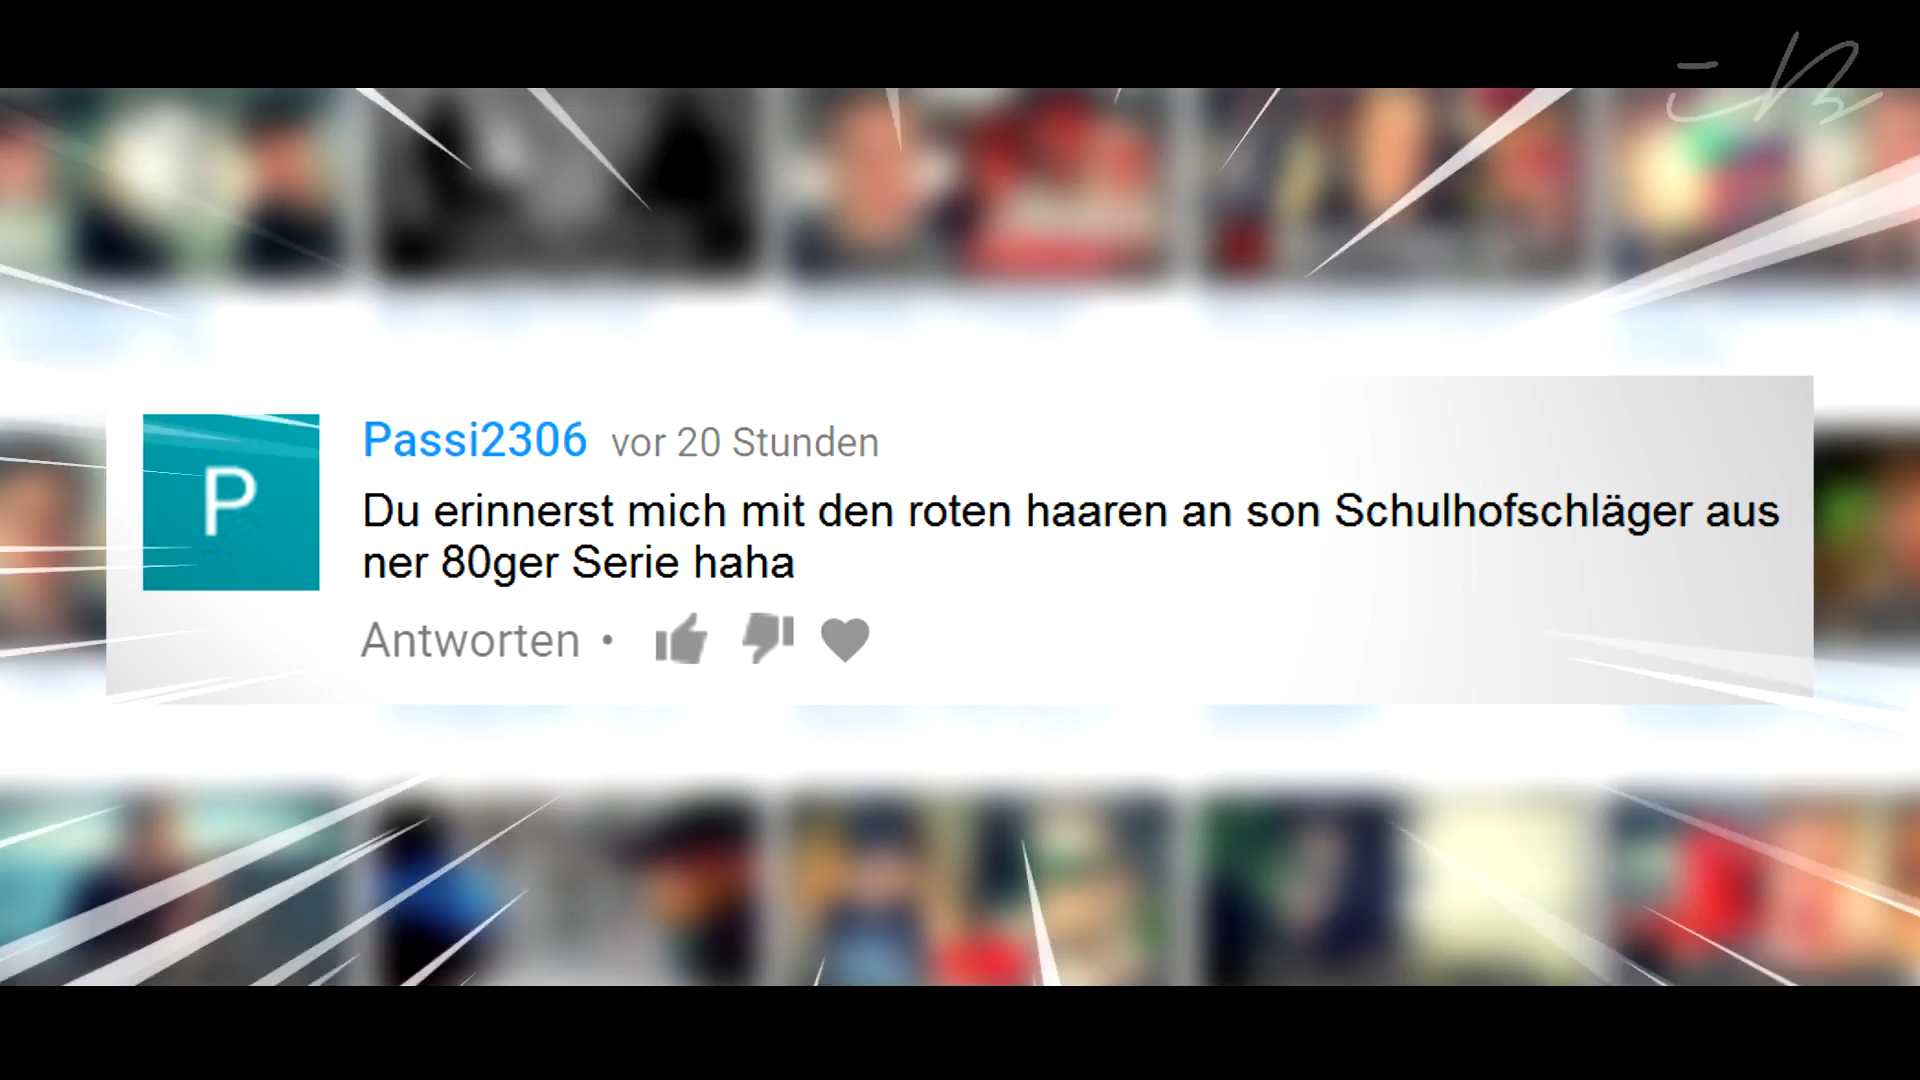 P
Passi2306 vor 20 Stunden
Du erinnerst mich mit den roten haaren an son Schulhofschläger aus
ner 80ger Serie haha
Antworten •